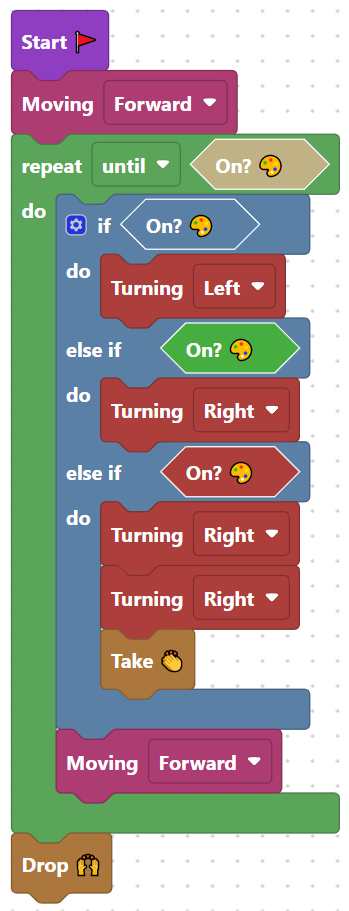 Start
Moving Forward
repeat until On?
do
if On?
do
Turning Left
else if On?
do
Turning Right
else if On?
do
Turning Right
Turning Right
Take
Moving Forward
Drop